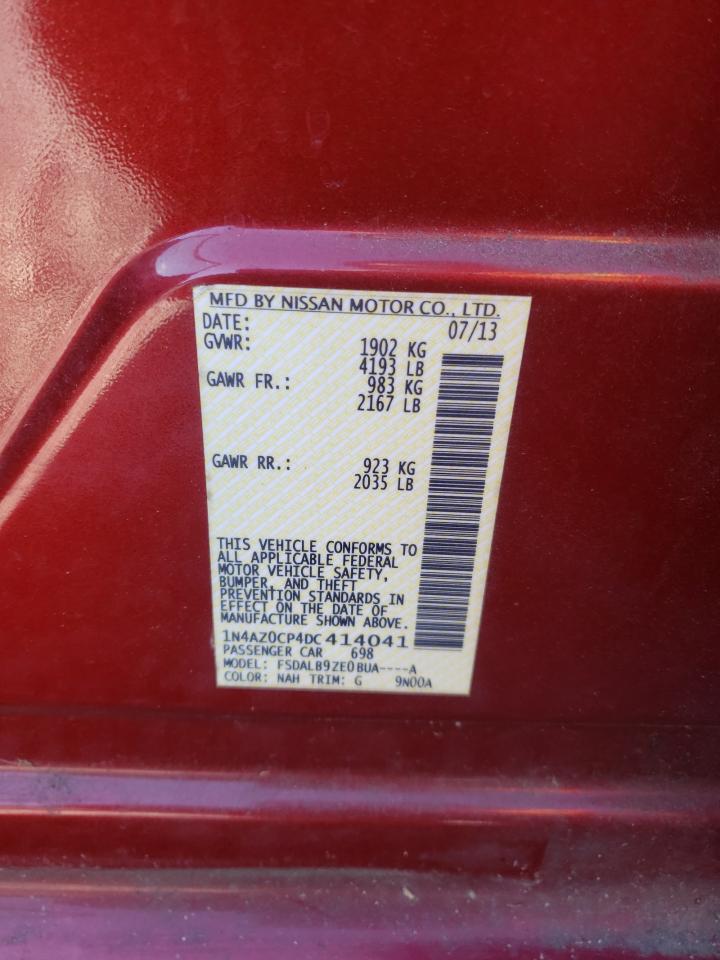 MFD BY NISSAN MOTOR CO., LTD.
DATE: 07/13
GVWR: 1902 KG
4193 LB
GAWR FR.: 983 KG
2167 LB
GAWR RR.: 923 KG
2035 LB
THIS VEHICLE CONFORMS TO
ALL APPLICABLE FEDERAL
MOTOR VEHICLE SAFETY,
BUMPER, AND THEFT
PREVENTION STANDARDS IN
EFFECT ON THE DATE OF
MANUFACTURE SHOWN ABOVE.
1N4AZ0CP4DC414041
PASSENGER CAR 698
MODEL: FSDALB9ZE0BUA----A
COLOR: NAH TRIM: G 9N00A